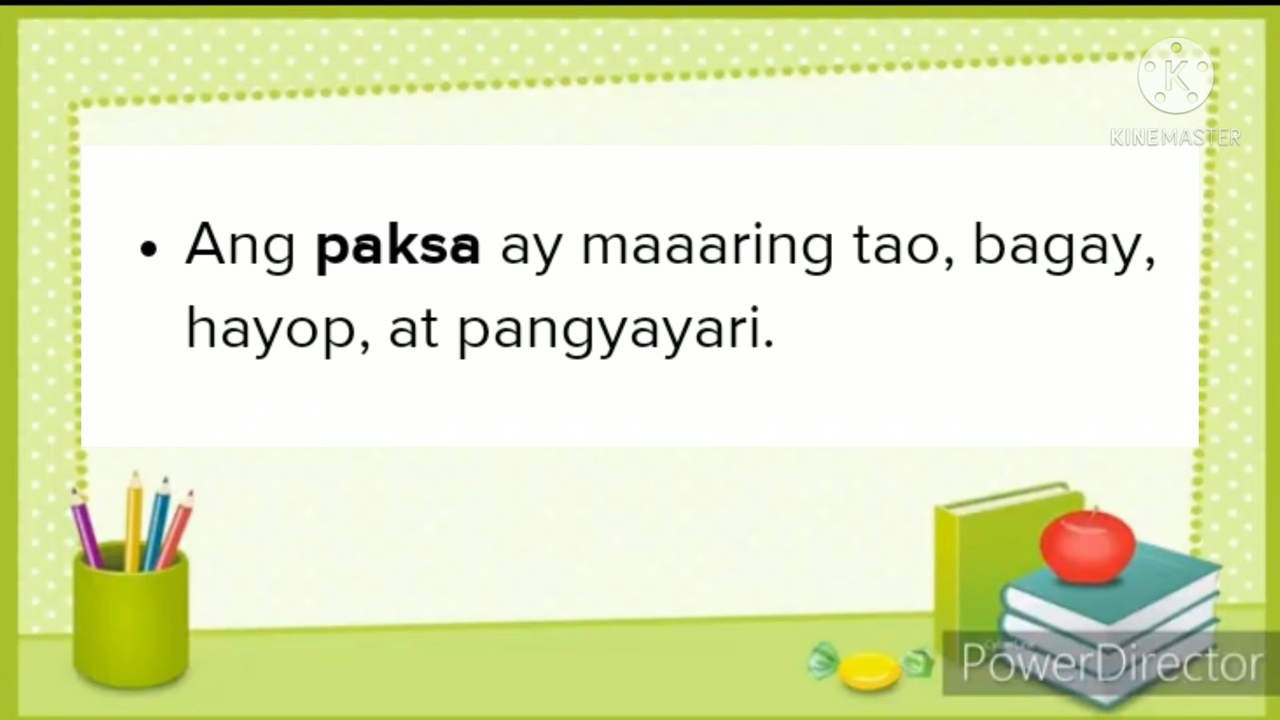 KINEMASTER
• Ang paksa ay maaaring tao, bagay,
hayop, at pangyayari.
PowerDirector